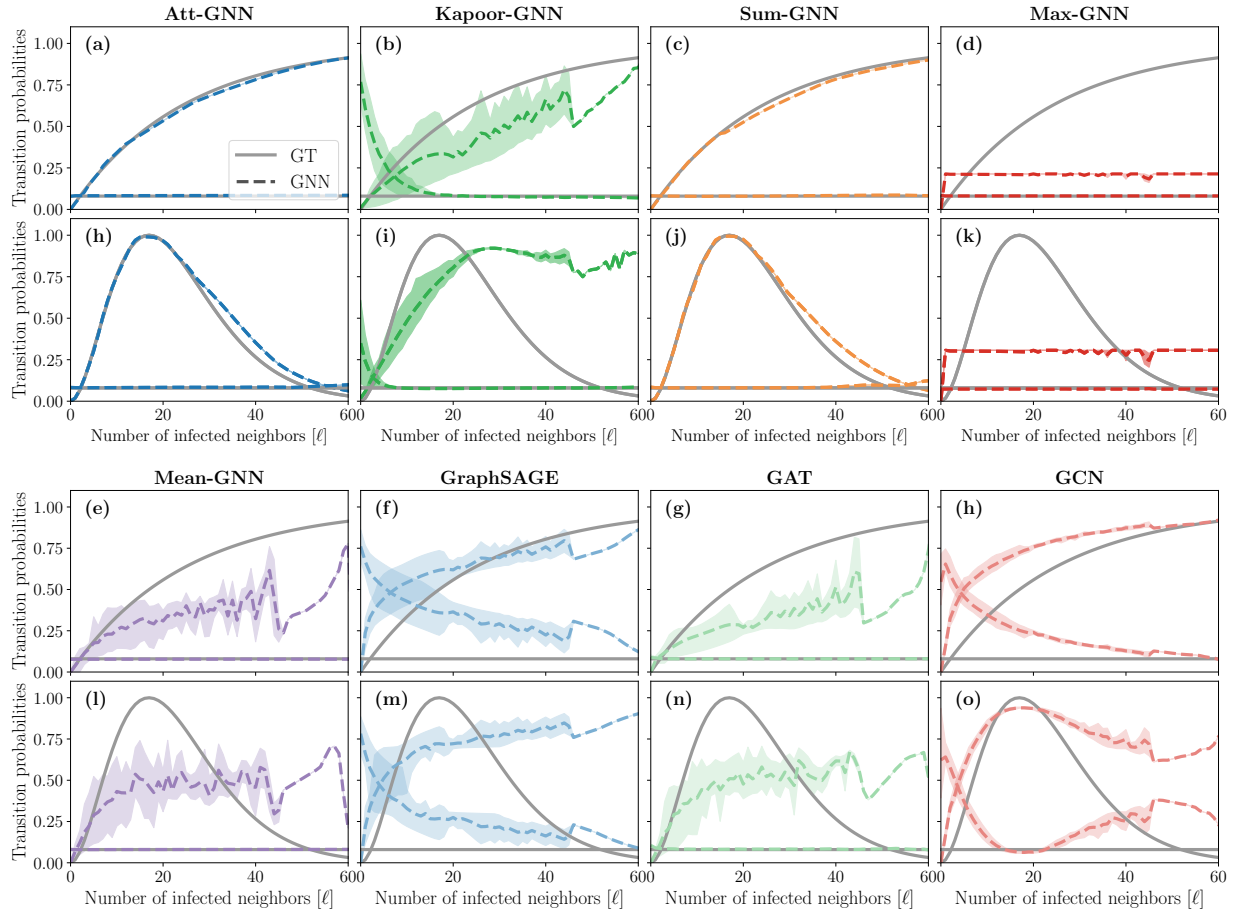 Att-GNN Kapoor-GNN Sum-GNN Max-GNN
Transition probabilities
1.00 (a) (b) (c) (d)
0.75
0.50
0.25
0.00
GT
GNN
Transition probabilities
1.00 (h) (i) (j) (k)
0.75
0.50
0.25
0.00
0 20 40 600 20 40 600 20 40 600 20 40 60
Number of infected neighbors [ℓ] Number of infected neighbors [ℓ] Number of infected neighbors [ℓ] Number of infected neighbors [ℓ]
Mean-GNN GraphSAGE GAT GCN
Transition probabilities
1.00 (e) (f) (g) (h)
0.75
0.50
0.25
0.00
Transition probabilities
1.00 (l) (m) (n) (o)
0.75
0.50
0.25
0.00
0 20 40 600 20 40 600 20 40 600 20 40 60
Number of infected neighbors [ℓ] Number of infected neighbors [ℓ] Number of infected neighbors [ℓ] Number of infected neighbors [ℓ]